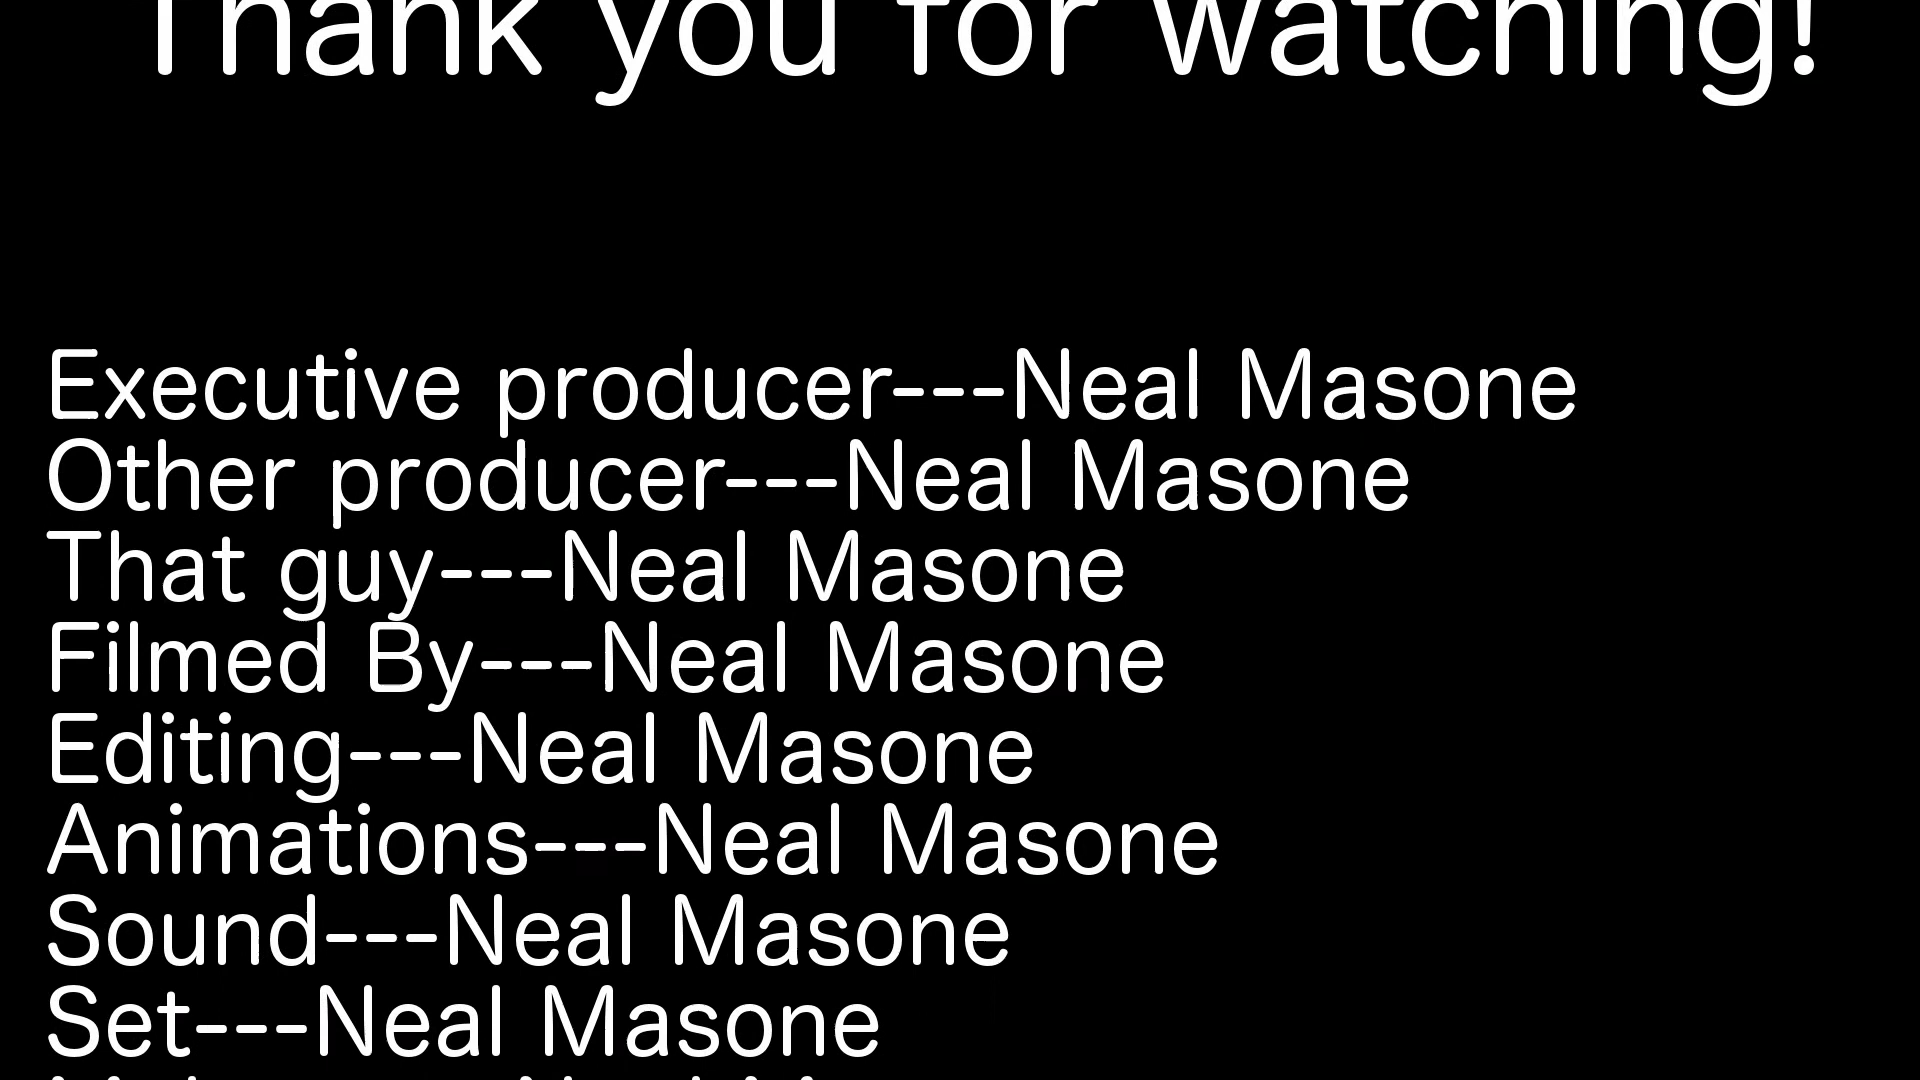 Thank you for watching!
Executive producer---Neal Masone
Other producer---Neal Masone
That guy---Neal Masone
Filmed By---Neal Masone
Editing---Neal Masone
Animations---Neal Masone
Sound---Neal Masone
Set---Neal Masone